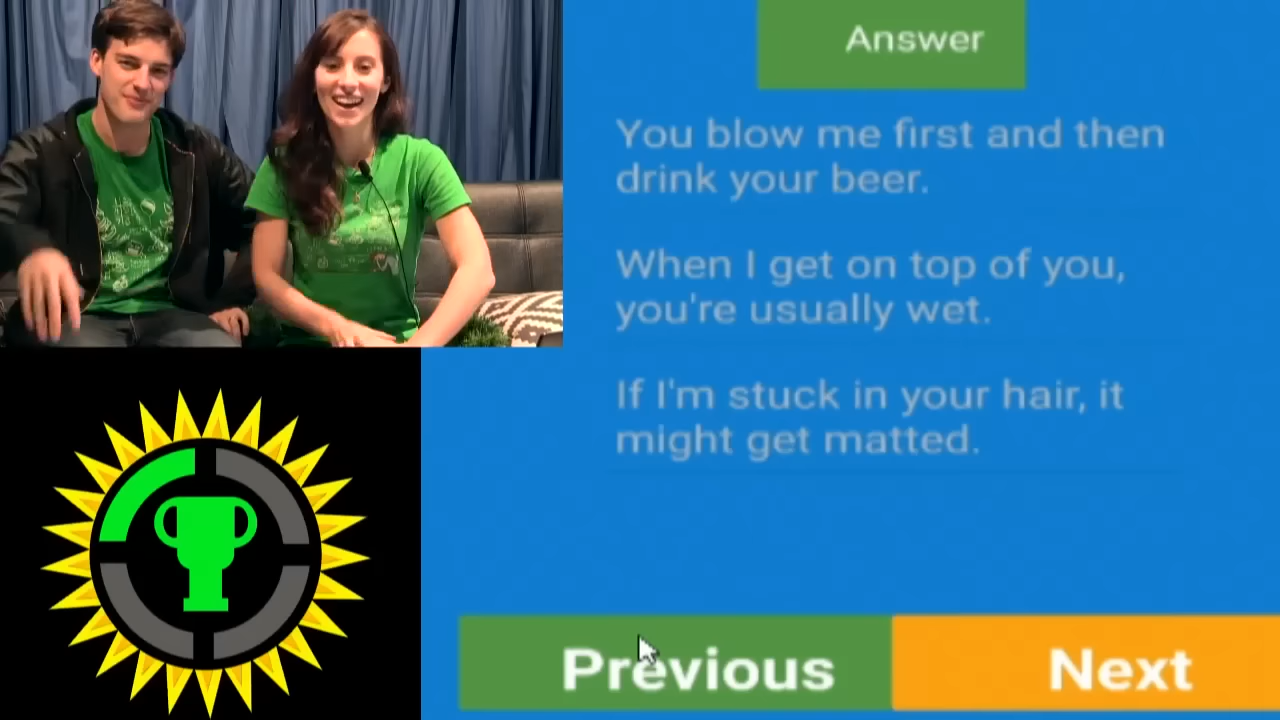 Answer
You blow me first and then
drink your beer.
When I get on top of you,
you're usually wet.
If I'm stuck in your hair, it
might get matted.
Previous
Next